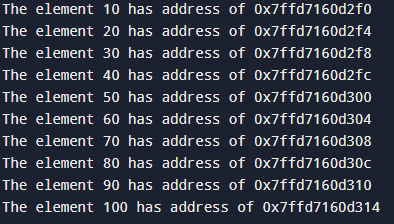 The element 10 has address of 0x7ffd7160d2f0
The element 20 has address of 0x7ffd7160d2f4
The element 30 has address of 0x7ffd7160d2f8
The element 40 has address of 0x7ffd7160d2fc
The element 50 has address of 0x7ffd7160d300
The element 60 has address of 0x7ffd7160d304
The element 70 has address of 0x7ffd7160d308
The element 80 has address of 0x7ffd7160d30c
The element 90 has address of 0x7ffd7160d310
The element 100 has address of 0x7ffd7160d314